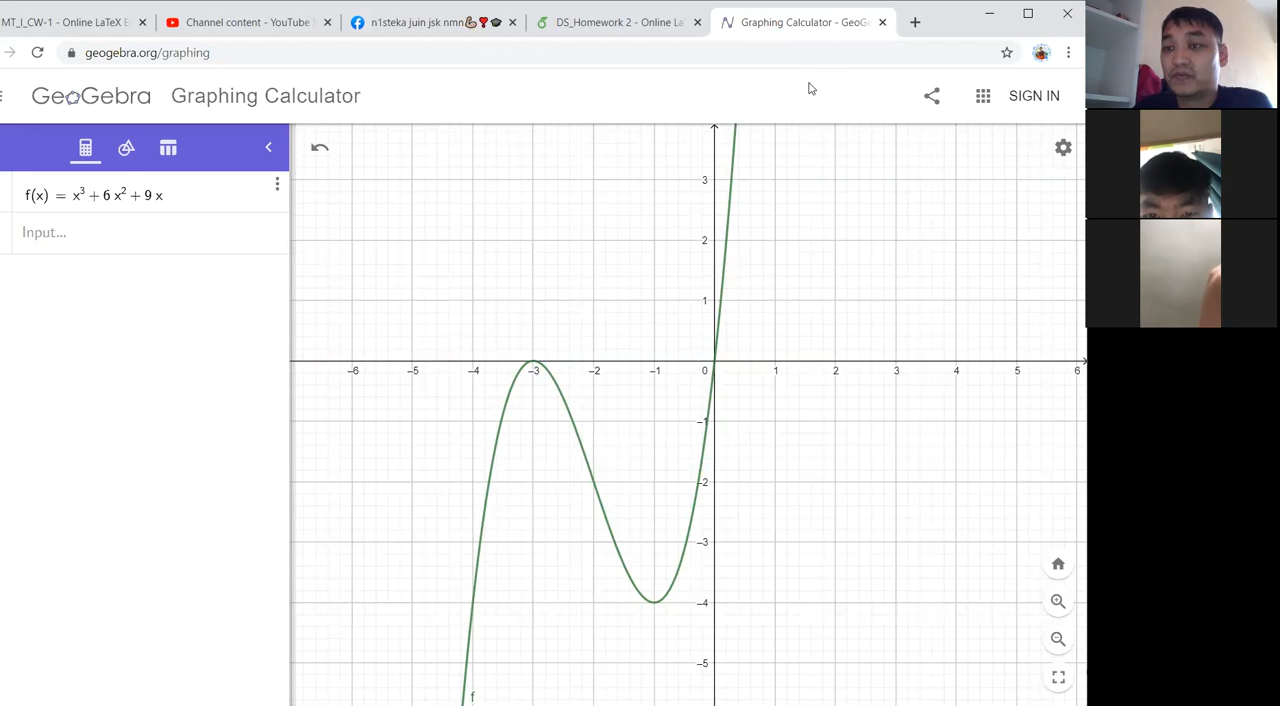 MT_I_CW-1 - Online LaTeX E
Channel content - YouTube S
n1steka juin jsk nmn💪❣️🎓
DS_Homework 2 - Online La
Graphing Calculator - GeoGe
geogebra.org/graphing
GeoGebra
Graphing Calculator
SIGN IN
f(x) = x³ + 6 x² + 9 x
Input...
3
2
1
−6 −5 −4 −3 −2 −1 0 1 2 3 4 5 6
−1
−2
−3
−4
−5
f